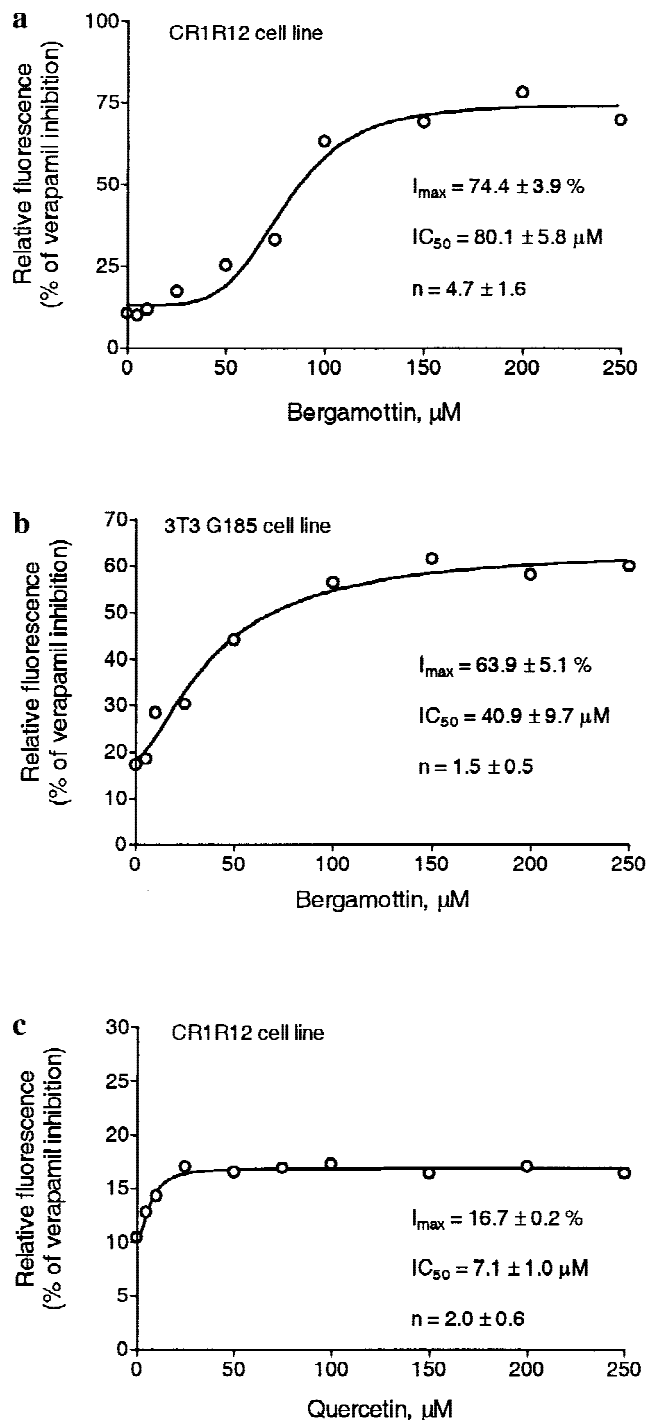 a
CR1R12 cell line
Relative fluorescence
(% of verapamil inhibition)
100
75
50
25
0
I_max = 74.4 ± 3.9 %
IC_50 = 80.1 ± 5.8 µM
n = 4.7 ± 1.6
0 50 100 150 200 250
Bergamottin, µM
b
3T3 G185 cell line
Relative fluorescence
(% of verapamil inhibition)
70
60
50
40
30
20
10
0
I_max = 63.9 ± 5.1 %
IC_50 = 40.9 ± 9.7 µM
n = 1.5 ± 0.5
0 50 100 150 200 250
Bergamottin, µM
c
CR1R12 cell line
Relative fluorescence
(% of verapamil inhibition)
30
25
20
15
10
5
0
I_max = 16.7 ± 0.2 %
IC_50 = 7.1 ± 1.0 µM
n = 2.0 ± 0.6
0 50 100 150 200 250
Quercetin, µM